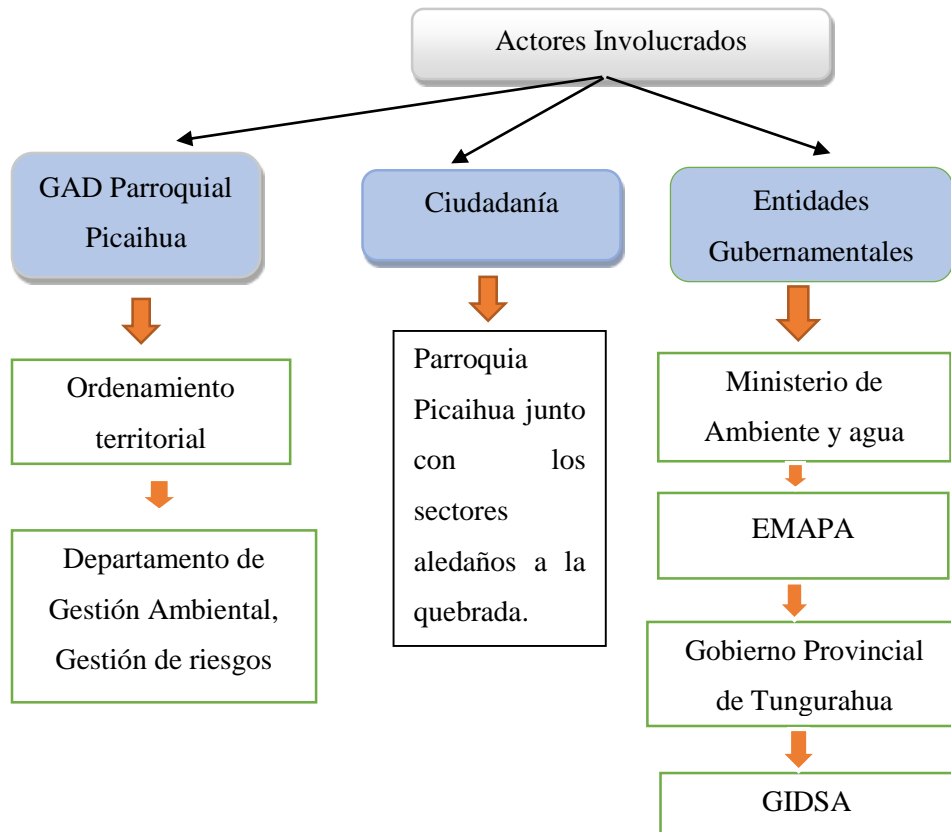 Actores Involucrados
GAD Parroquial
Picaihua
Ciudadanía
Entidades
Gubernamentales
Ordenamiento
territorial
Parroquia
Picaihua junto
con los
sectores
aledaños a la
quebrada.
Ministerio de
Ambiente y agua
Departamento de
Gestión Ambiental,
Gestión de riesgos
EMAPA
Gobierno Provincial
de Tungurahua
GIDSA